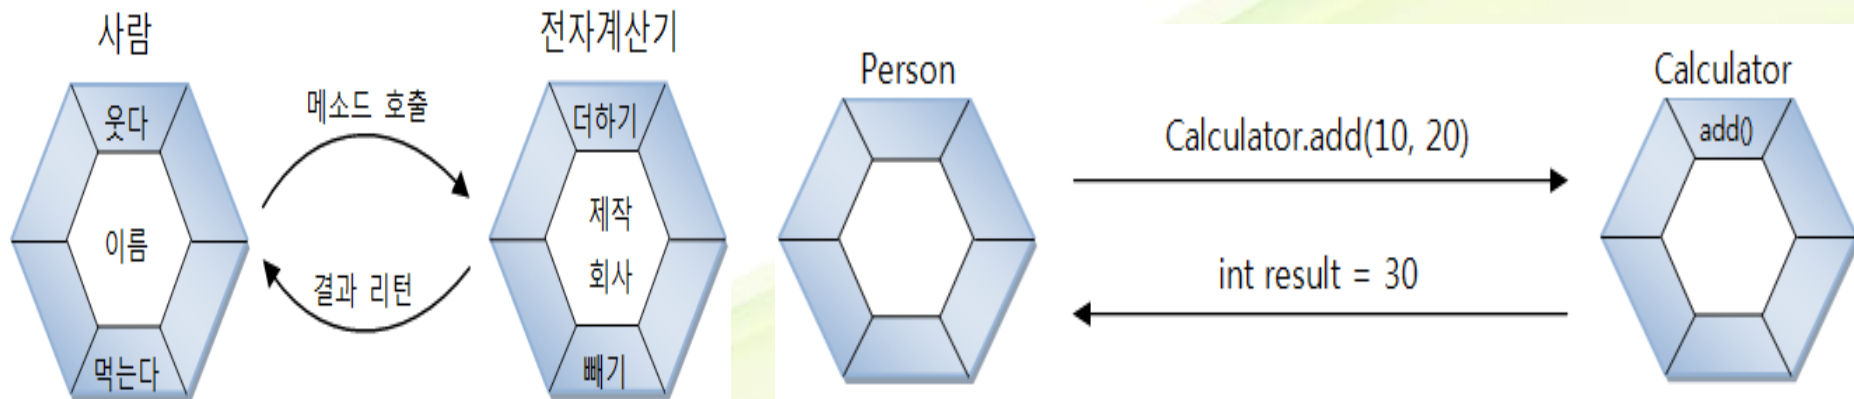 사람
웃다
이름
먹는다
메소드 호출
결과 리턴
전자계산기
더하기
제작
회사
빼기
Person
Calculator.add(10, 20)
int result = 30
Calculator
add()